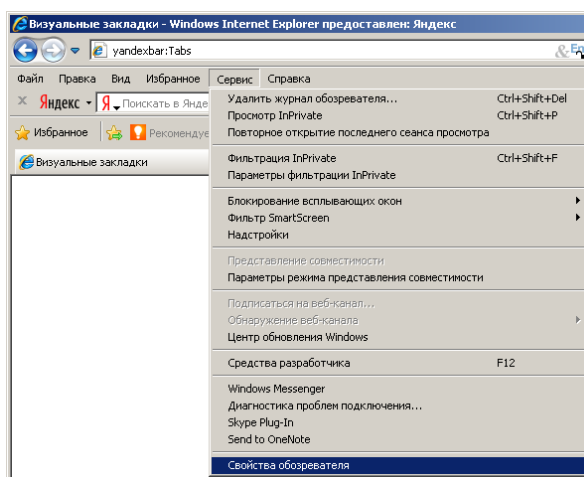 Визуальные закладки - Windows Internet Explorer предоставлен: Яндекс
yandexbar:Tabs
Файл Правка Вид Избранное Сервис Справка
Яндекс Я Поискать в Янде
Избранное Рекомендуе
Визуальные закладки
Удалить журнал обозревателя... Ctrl+Shift+Del
Просмотр InPrivate Ctrl+Shift+P
Повторное открытие последнего сеанса просмотра
Фильтрация InPrivate Ctrl+Shift+F
Параметры фильтрации InPrivate
Блокирование всплывающих окон
Фильтр SmartScreen
Надстройки
Представление совместимости
Параметры режима представления совместимости
Подписаться на веб-канал...
Обнаружение веб-канала
Центр обновления Windows
Средства разработчика F12
Windows Messenger
Диагностика проблем подключения...
Skype Plug-In
Send to OneNote
Свойства обозревателя